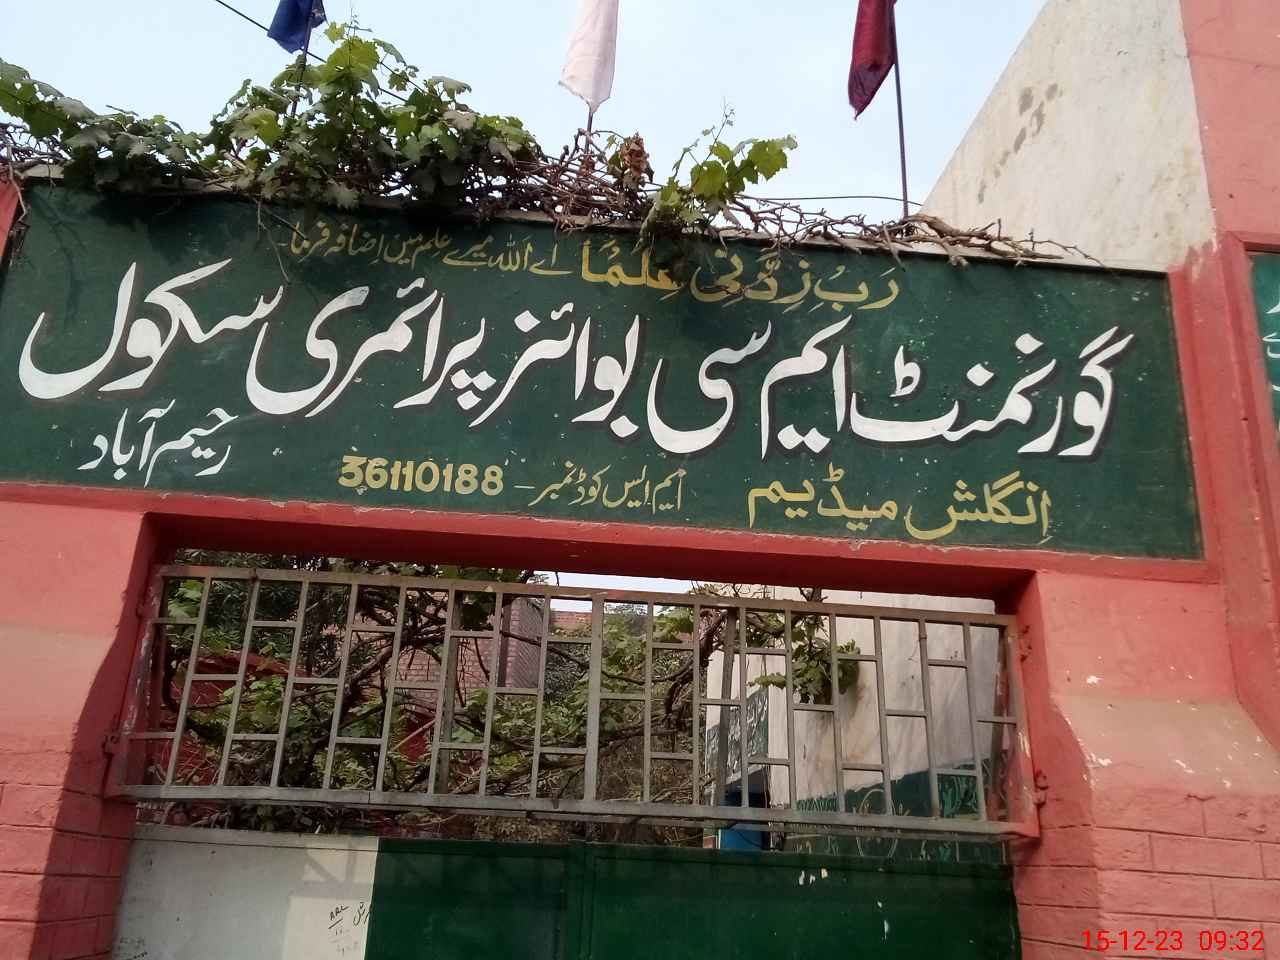 رَبِّ زِدْنِی عِلْمًا اے اللہ میرے علم میں اضافہ فرما
گورنمنٹ ایم سی بوائز پرائمری سکول
رحیم آباد
انگلش میڈیم
ایم ایس کوڈ نمبر - 36110188
15-12-23 09:32